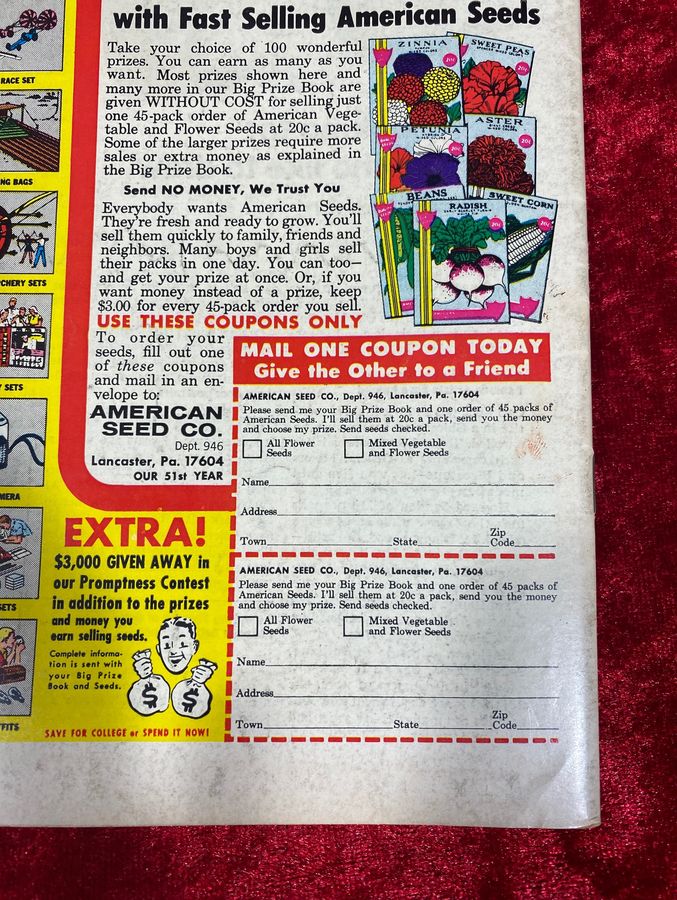 with Fast Selling American Seeds
Take your choice of 100 wonderful
prizes. You can earn as many as you
want. Most prizes shown here and
many more in our Big Prize Book are
given WITHOUT COST for selling just
one 45-pack order of American Vege-
table and Flower Seeds at 20c a pack.
Some of the larger prizes require more
sales or extra money as explained in
the Big Prize Book.
Send NO MONEY, We Trust You
Everybody wants American Seeds.
They're fresh and ready to grow. You'll
sell them quickly to family, friends and
neighbors. Many boys and girls sell
their packs in one day. You can too—
and get your prize at once. Or, if you
want money instead of a prize, keep
$3.00 for every 45-pack order you sell.
USE THESE COUPONS ONLY
To order your
seeds, fill out one
of these coupons
and mail in an en-
velope to:
AMERICAN
SEED CO.
Dept. 946
Lancaster, Pa. 17604
OUR 51st YEAR
ZINNIA
20¢
SWEET PEAS
20¢
PETUNIA
20¢
ASTER
20¢
BEANS
RADISH
20¢
SWEET CORN
20¢
MAIL ONE COUPON TODAY
Give the Other to a Friend
AMERICAN SEED CO., Dept. 946, Lancaster, Pa. 17604
Please send me your Big Prize Book and one order of 45 packs of
American Seeds. I'll sell them at 20c a pack, send you the money
and choose my prize. Send seeds checked.
All Flower Seeds
Mixed Vegetable and Flower Seeds
Name
Address
Town State Zip Code
AMERICAN SEED CO., Dept. 946, Lancaster, Pa. 17604
Please send me your Big Prize Book and one order of 45 packs of
American Seeds. I'll sell them at 20c a pack, send you the money
and choose my prize. Send seeds checked.
All Flower Seeds
Mixed Vegetable and Flower Seeds
Name
Address
Town State Zip Code
EXTRA!
$3,000 GIVEN AWAY in
our Promptness Contest
in addition to the prizes
and money you
earn selling seeds.
Complete informa-
tion is sent with
your Big Prize
Book and Seeds.
$ $
SAVE FOR COLLEGE or SPEND IT NOW!
RACE SET
NG BAGS
CHERY SETS
SETS
MERA
SETS
FITS